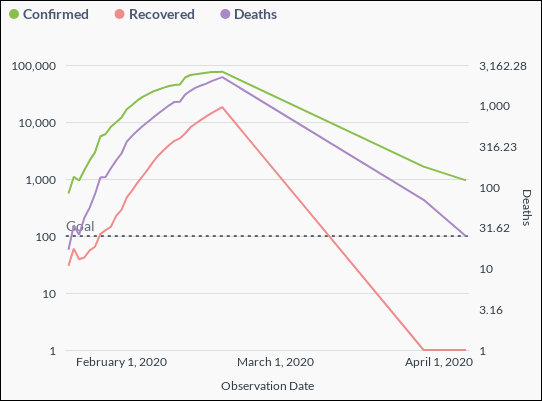 Confirmed Recovered Deaths
100,000
10,000
1,000
100
10
1
Goal
3,162.28
1,000
316.23
100
31.62
10
3.16
1
Deaths
February 1, 2020 March 1, 2020 April 1, 2020
Observation Date